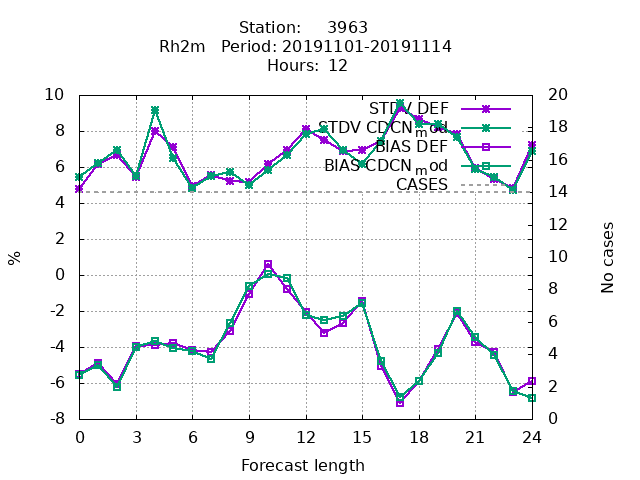 Station: 3963
Rh2m Period: 20191101-20191114
Hours: 12
10
8
6
4
2
0
-2
-4
-6
-8
%
20
18
16
14
12
10
8
6
4
2
0
No cases
STDV DEF
STDV CDCNmod
BIAS DEF
BIAS CDCNmod
CASES
0 3 6 9 12 15 18 21 24
Forecast length